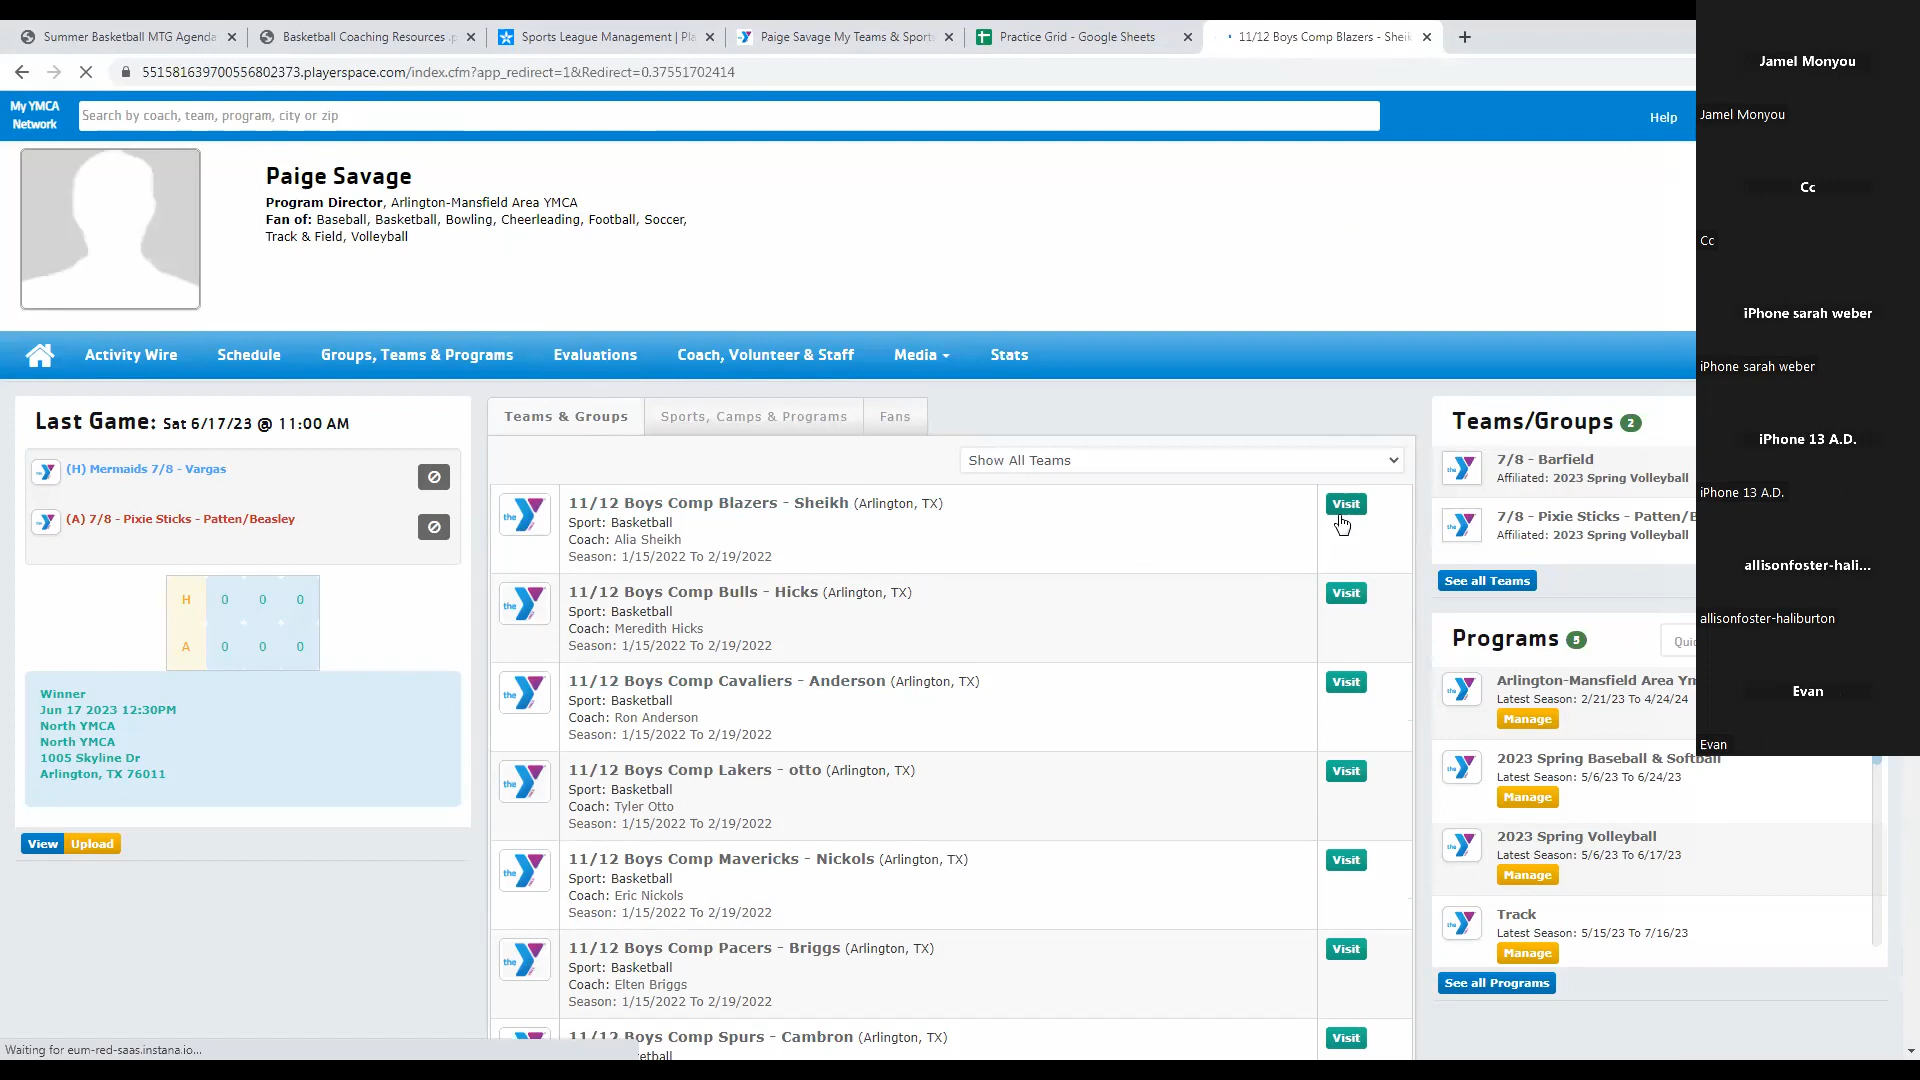 Summer Basketball MTG Agenda
Basketball Coaching Resources .p
Sports League Management | Pla
Paige Savage My Teams & Sports
Practice Grid - Google Sheets
11/12 Boys Comp Blazers - Sheik
551581639700556802373.playerspace.com/index.cfm?app_redirect=1&Redirect=0.37551702414
My YMCA
Network
Search by coach, team, program, city or zip
Help
Paige Savage
Program Director, Arlington-Mansfield Area YMCA
Fan of: Baseball, Basketball, Bowling, Cheerleading, Football, Soccer,
Track & Field, Volleyball
Activity Wire
Schedule
Groups, Teams & Programs
Evaluations
Coach, Volunteer & Staff
Media
Stats
Last Game: Sat 6/17/23 @ 11:00 AM
(H) Mermaids 7/8 - Vargas
(A) 7/8 - Pixie Sticks - Patten/Beasley
H 0 0 0
A 0 0 0
Winner
Jun 17 2023 12:30PM
North YMCA
North YMCA
1005 Skyline Dr
Arlington, TX 76011
View
Upload
Teams & Groups
Sports, Camps & Programs
Fans
Show All Teams
11/12 Boys Comp Blazers - Sheikh (Arlington, TX)
Sport: Basketball
Coach: Alia Sheikh
Season: 1/15/2022 To 2/19/2022
Visit
11/12 Boys Comp Bulls - Hicks (Arlington, TX)
Sport: Basketball
Coach: Meredith Hicks
Season: 1/15/2022 To 2/19/2022
Visit
11/12 Boys Comp Cavaliers - Anderson (Arlington, TX)
Sport: Basketball
Coach: Ron Anderson
Season: 1/15/2022 To 2/19/2022
Visit
11/12 Boys Comp Lakers - otto (Arlington, TX)
Sport: Basketball
Coach: Tyler Otto
Season: 1/15/2022 To 2/19/2022
Visit
11/12 Boys Comp Mavericks - Nickols (Arlington, TX)
Sport: Basketball
Coach: Eric Nickols
Season: 1/15/2022 To 2/19/2022
Visit
11/12 Boys Comp Pacers - Briggs (Arlington, TX)
Sport: Basketball
Coach: Elten Briggs
Season: 1/15/2022 To 2/19/2022
Visit
11/12 Boys Comp Spurs - Cambron (Arlington, TX)
ketball
Visit
Teams/Groups 2
7/8 - Barfield
Affiliated: 2023 Spring Volleyball
7/8 - Pixie Sticks - Patten/B
Affiliated: 2023 Spring Volleyball
See all Teams
Programs 5
Quic
Arlington-Mansfield Area Ym
Latest Season: 2/21/23 To 4/24/24
Manage
2023 Spring Baseball & Softball
Latest Season: 5/6/23 To 6/24/23
Manage
2023 Spring Volleyball
Latest Season: 5/6/23 To 6/17/23
Manage
Track
Latest Season: 5/15/23 To 7/16/23
Manage
See all Programs
Jamel Monyou
Jamel Monyou
Cc
Cc
iPhone sarah weber
iPhone sarah weber
iPhone 13 A.D.
iPhone 13 A.D.
allisonfoster-hali...
allisonfoster-haliburton
Evan
Evan
Waiting for eum-red-saas.instana.io...